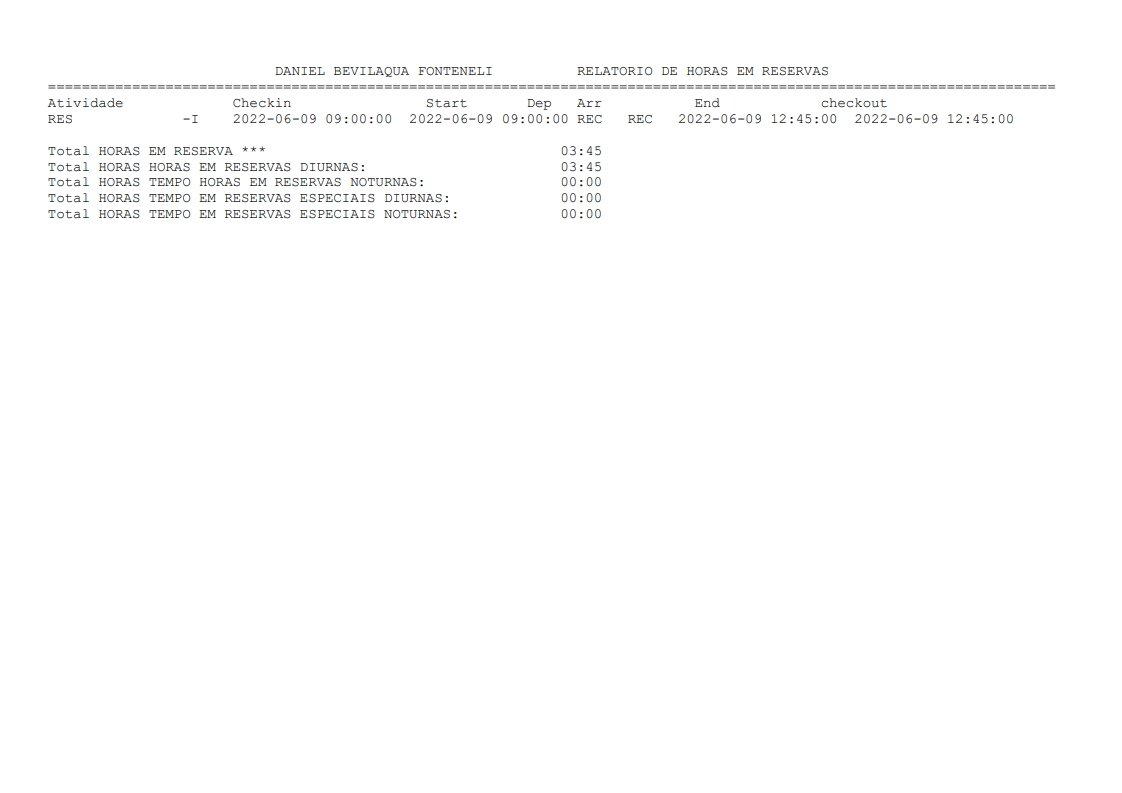 DANIEL BEVILAQUA FONTENELI          RELATORIO DE HORAS EM RESERVAS
========================================================================================================================
Atividade             Checkin                Start       Dep   Arr           End            checkout
RES             -I    2022-06-09 09:00:00  2022-06-09 09:00:00 REC   REC   2022-06-09 12:45:00  2022-06-09 12:45:00
Total HORAS EM RESERVA ***                                   03:45
Total HORAS HORAS EM RESERVAS DIURNAS:                       03:45
Total HORAS TEMPO HORAS EM RESERVAS NOTURNAS:                00:00
Total HORAS TEMPO EM RESERVAS ESPECIAIS DIURNAS:             00:00
Total HORAS TEMPO EM RESERVAS ESPECIAIS NOTURNAS:            00:00